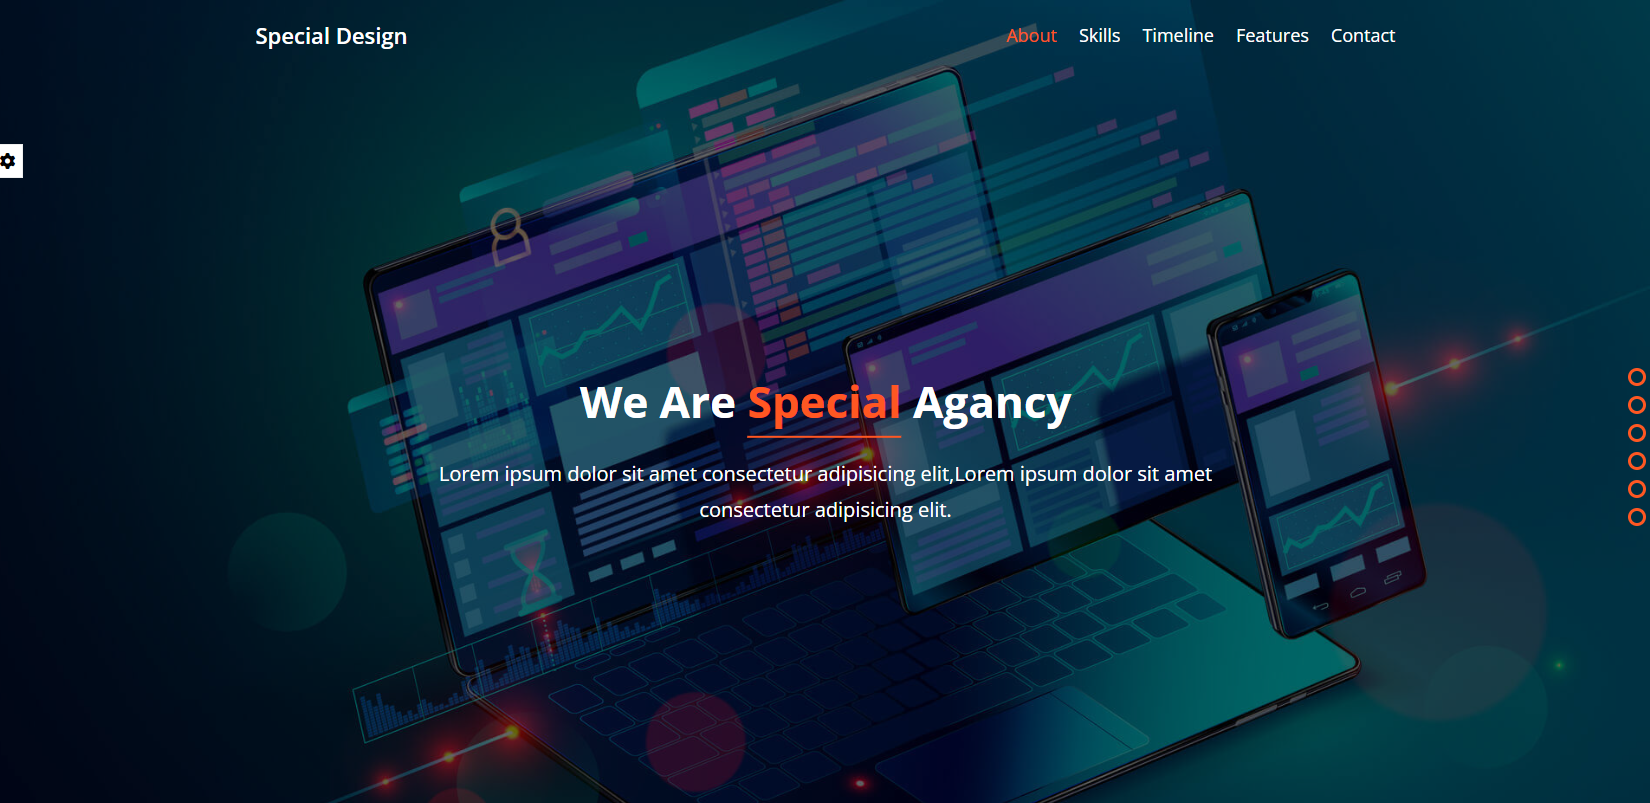 Special Design
About Skills Timeline Features Contact
We Are Special Agancy
Lorem ipsum dolor sit amet consectetur adipisicing elit,Lorem ipsum dolor sit amet
consectetur adipisicing elit.